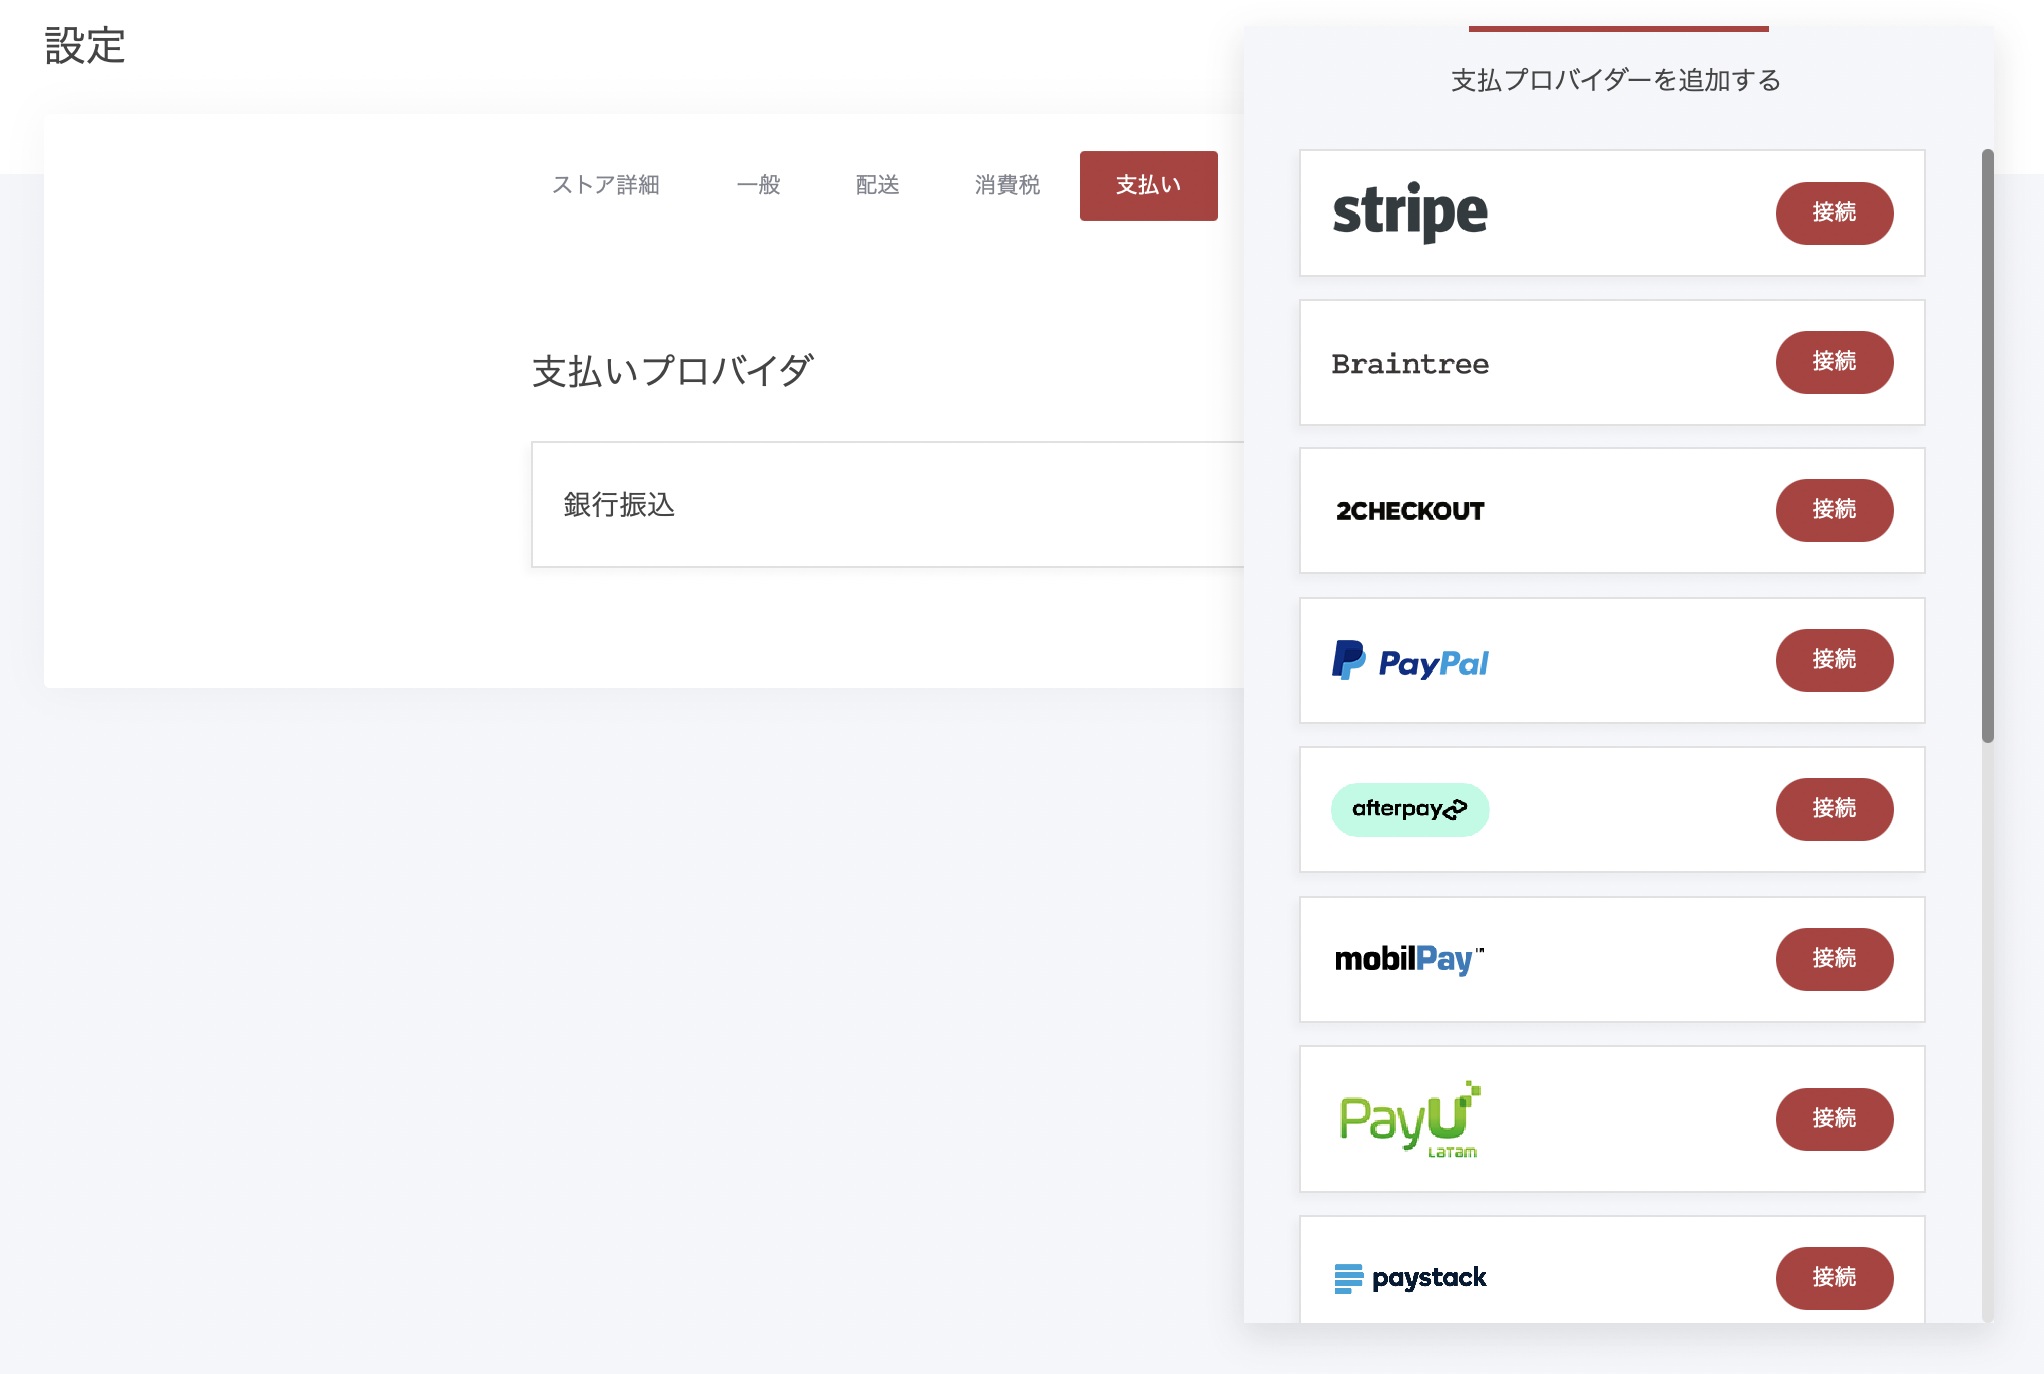 設定
ストア詳細
一般
配送
消費税
支払い
支払いプロバイダ
銀行振込
支払プロバイダーを追加する
stripe
接続
Braintree
接続
2CHECKOUT
接続
PayPal
接続
afterpay
接続
mobilPay™
接続
PayU
LaTam
接続
paystack
接続